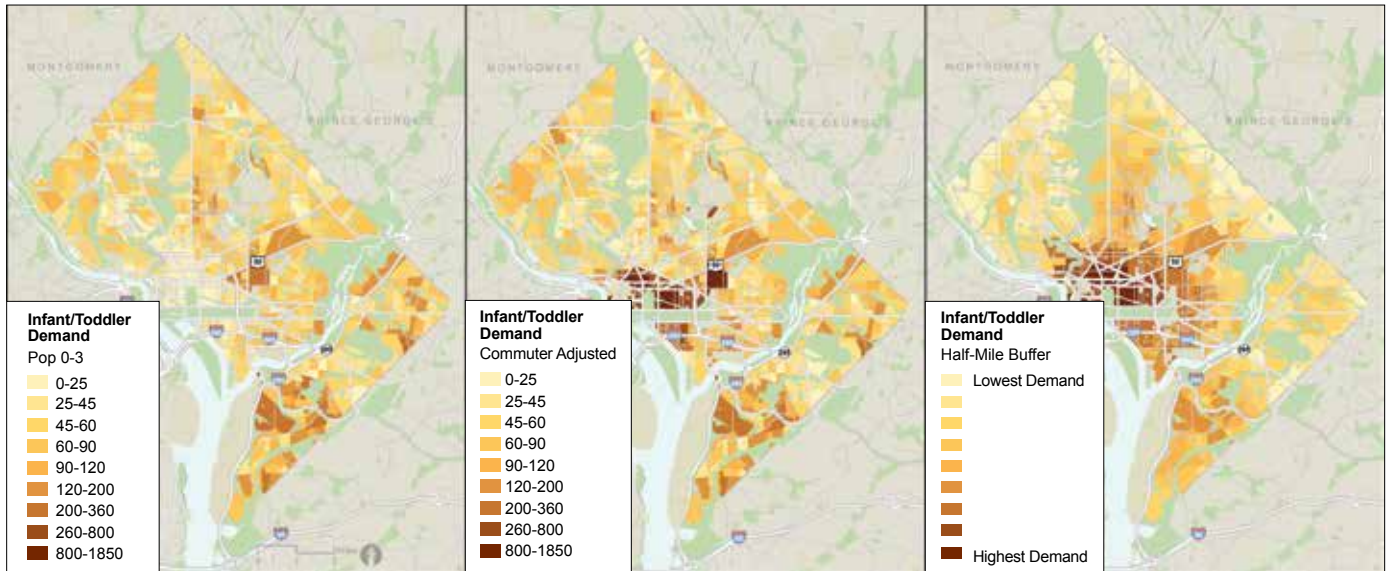 MONTGOMERY
PRINCE GEORGE'S
Infant/Toddler
Demand
Pop 0-3
0-25
25-45
45-60
60-90
90-120
120-200
200-360
260-800
800-1850
MONTGOMERY
PRINCE GEORGE'S
Infant/Toddler
Demand
Commuter Adjusted
0-25
25-45
45-60
60-90
90-120
120-200
200-360
260-800
800-1850
MONTGOMERY
PRINCE GEORGE'S
Infant/Toddler
Demand
Half-Mile Buffer
Lowest Demand
Highest Demand